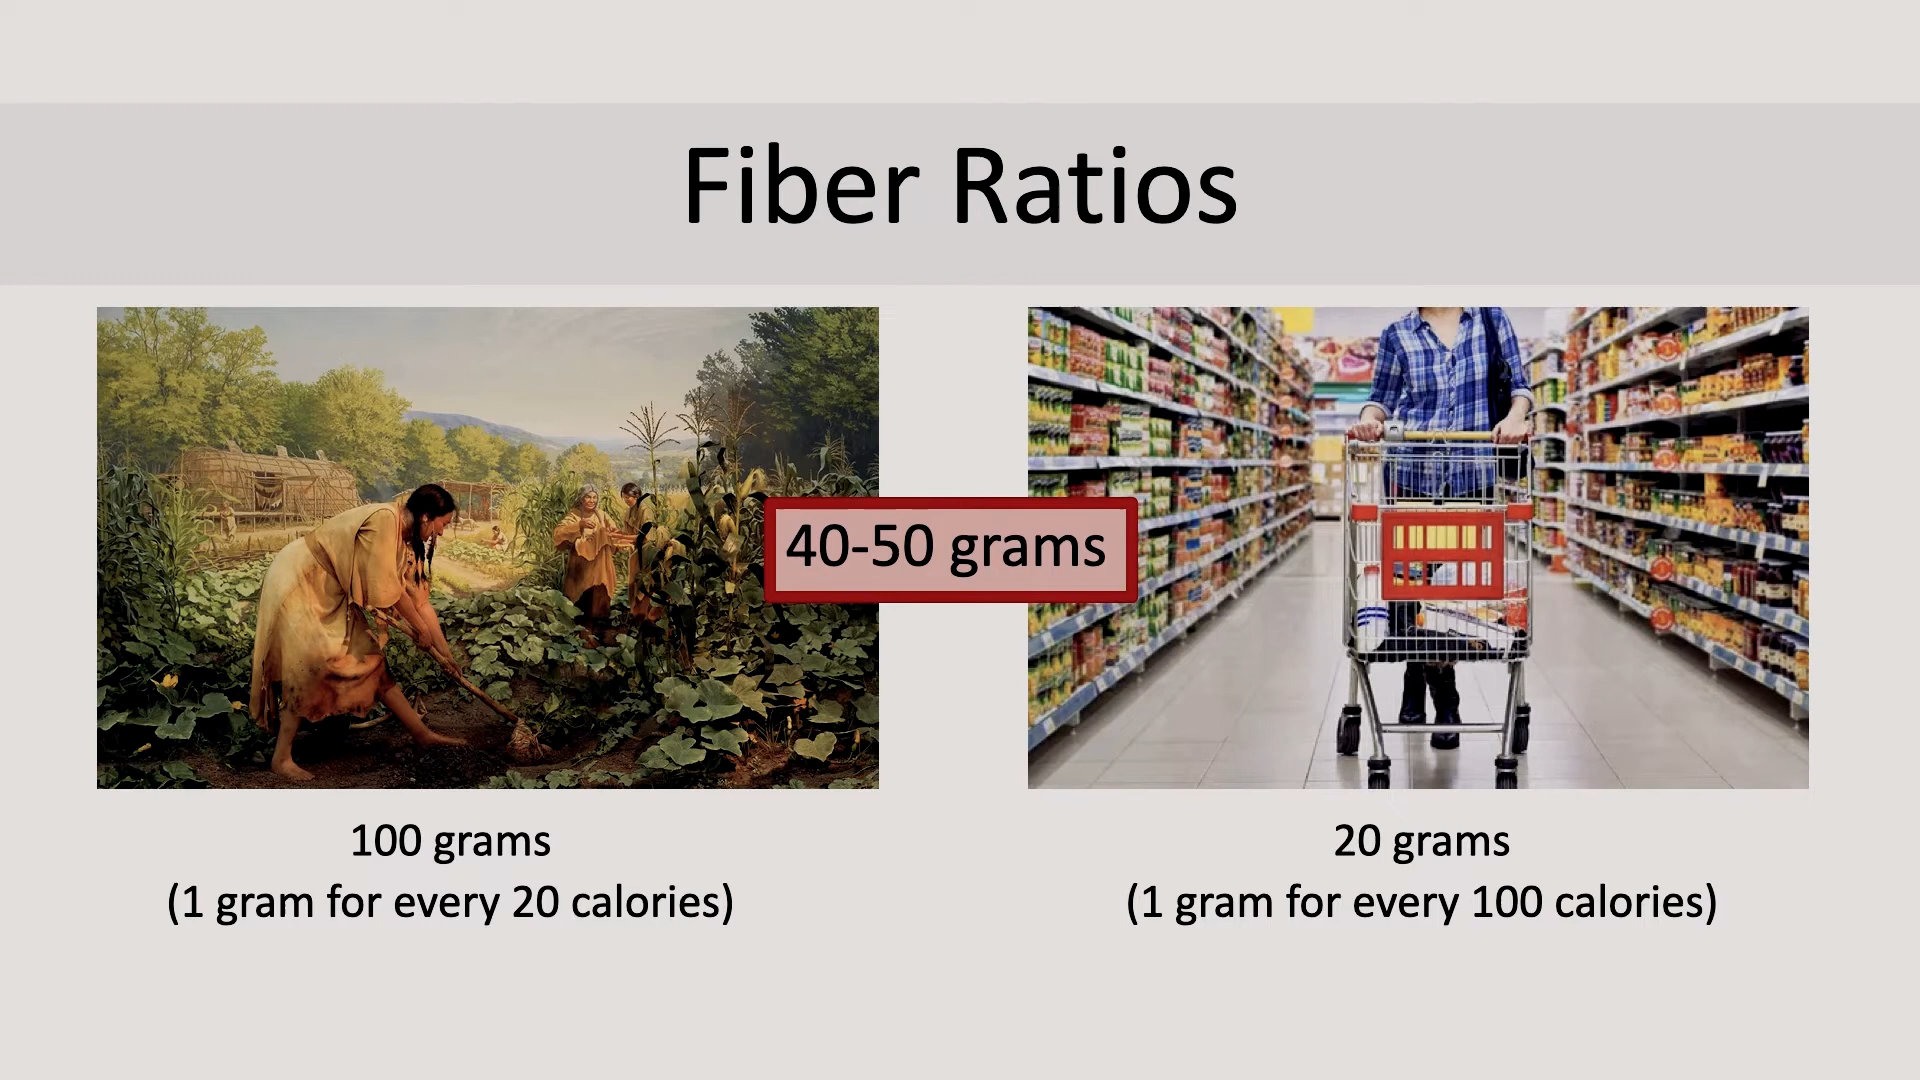 Fiber Ratios
40-50 grams
100 grams
(1 gram for every 20 calories)
20 grams
(1 gram for every 100 calories)